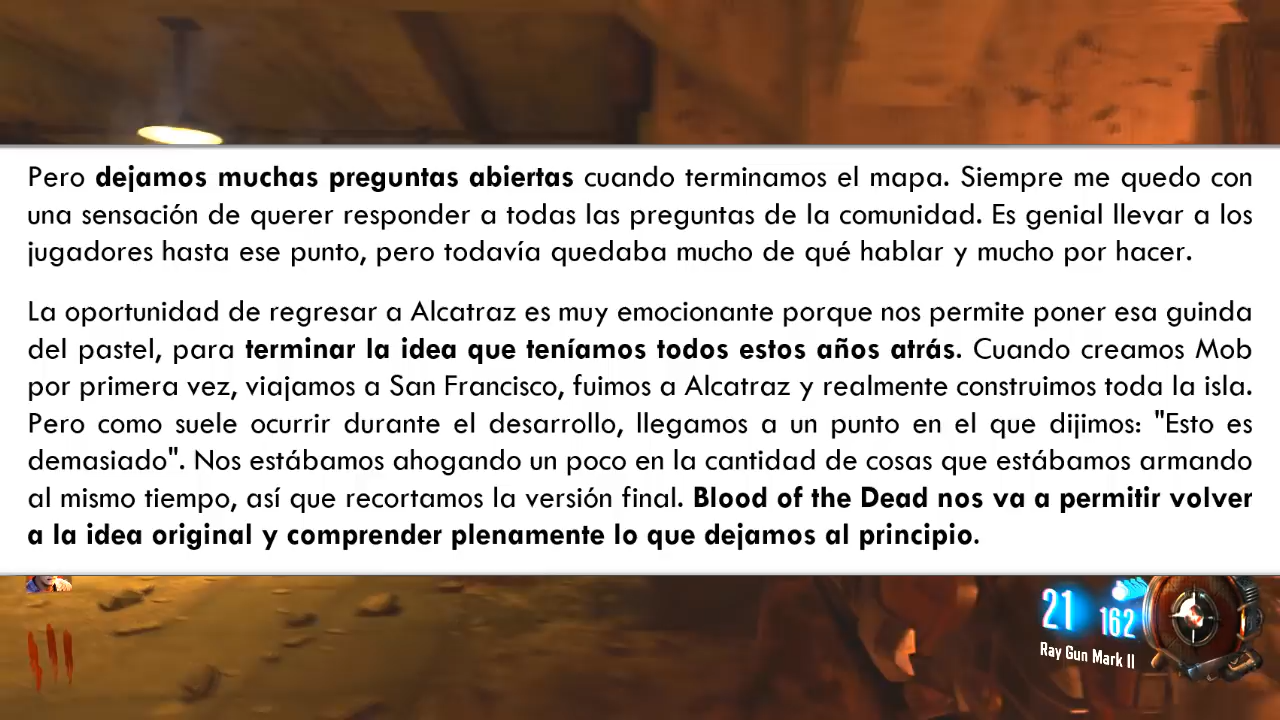 Pero dejamos muchas preguntas abiertas cuando terminamos el mapa. Siempre me quedo con
una sensación de querer responder a todas las preguntas de la comunidad. Es genial llevar a los
jugadores hasta ese punto, pero todavía quedaba mucho de qué hablar y mucho por hacer.
La oportunidad de regresar a Alcatraz es muy emocionante porque nos permite poner esa guinda
del pastel, para terminar la idea que teníamos todos estos años atrás. Cuando creamos Mob
por primera vez, viajamos a San Francisco, fuimos a Alcatraz y realmente construimos toda la isla.
Pero como suele ocurrir durante el desarrollo, llegamos a un punto en el que dijimos: "Esto es
demasiado". Nos estábamos ahogando un poco en la cantidad de cosas que estábamos armando
al mismo tiempo, así que recortamos la versión final. Blood of the Dead nos va a permitir volver
a la idea original y comprender plenamente lo que dejamos al principio.
21 162
Ray Gun Mark II